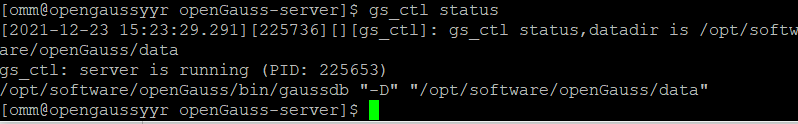 [omm@opengaussyyr openGauss-server]$ gs_ctl status
[2021-12-23 15:23:29.291][225736][][gs_ctl]: gs_ctl status,datadir is /opt/softw
are/openGauss/data
gs_ctl: server is running (PID: 225653)
/opt/software/openGauss/bin/gaussdb "-D" "/opt/software/openGauss/data"
[omm@opengaussyyr openGauss-server]$